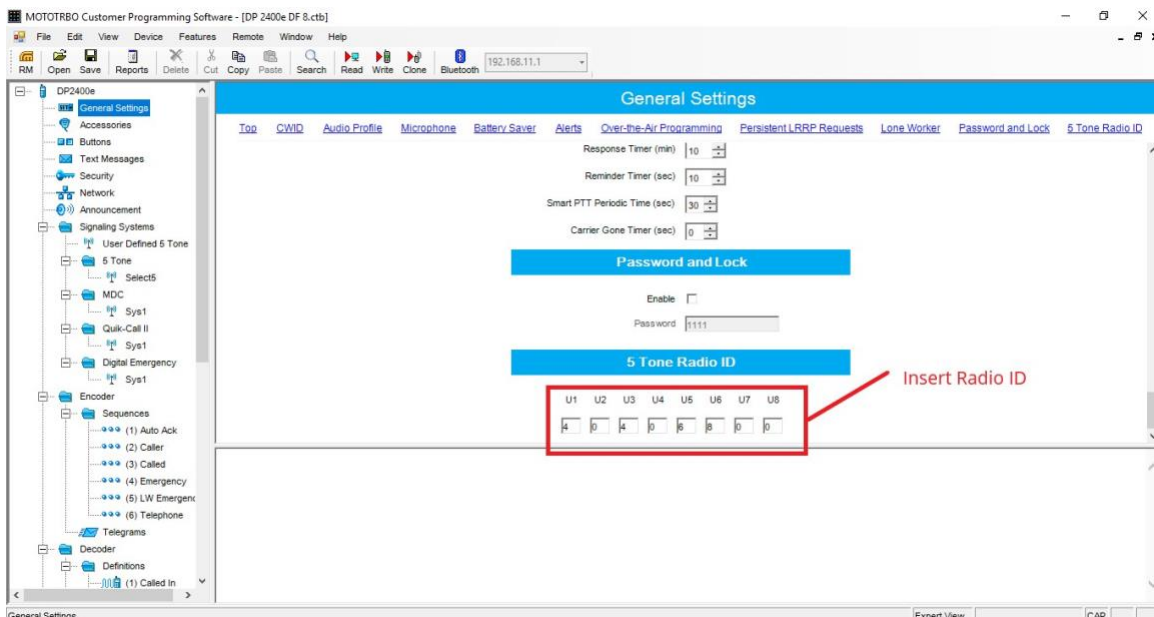 MOTOTRBO Customer Programming Software - [DP 2400e DF 8.ctb]
File Edit View Device Features Remote Window Help
RM Open Save Reports Delete Cut Copy Paste Search Read Write Clone Bluetooth 192.168.11.1
DP2400e
General Settings
Accessories
Buttons
Text Messages
Security
Network
Announcement
Signaling Systems
User Defined 5 Tone
5 Tone
Select5
MDC
Sys1
Quik-Call II
Sys1
Digital Emergency
Sys1
Encoder
Sequences
(1) Auto Ack
(2) Caller
(3) Called
(4) Emergency
(5) LW Emergenc
(6) Telephone
Telegrams
Decoder
Definitions
(1) Called In
General Settings
Top CWID Audio Profile Microphone Battery Saver Alerts Over-the-Air Programming Persistent LRRP Requests Lone Worker Password and Lock 5 Tone Radio ID
Response Timer (min) 10
Reminder Timer (sec) 10
Smart PTT Periodic Time (sec) 30
Carrier Gone Timer (sec) 0
Password and Lock
Enable
Password 1111
5 Tone Radio ID
Insert Radio ID
U1 U2 U3 U4 U5 U6 U7 U8
4 0 4 0 6 8 0 0
General Settings Expert View CAP